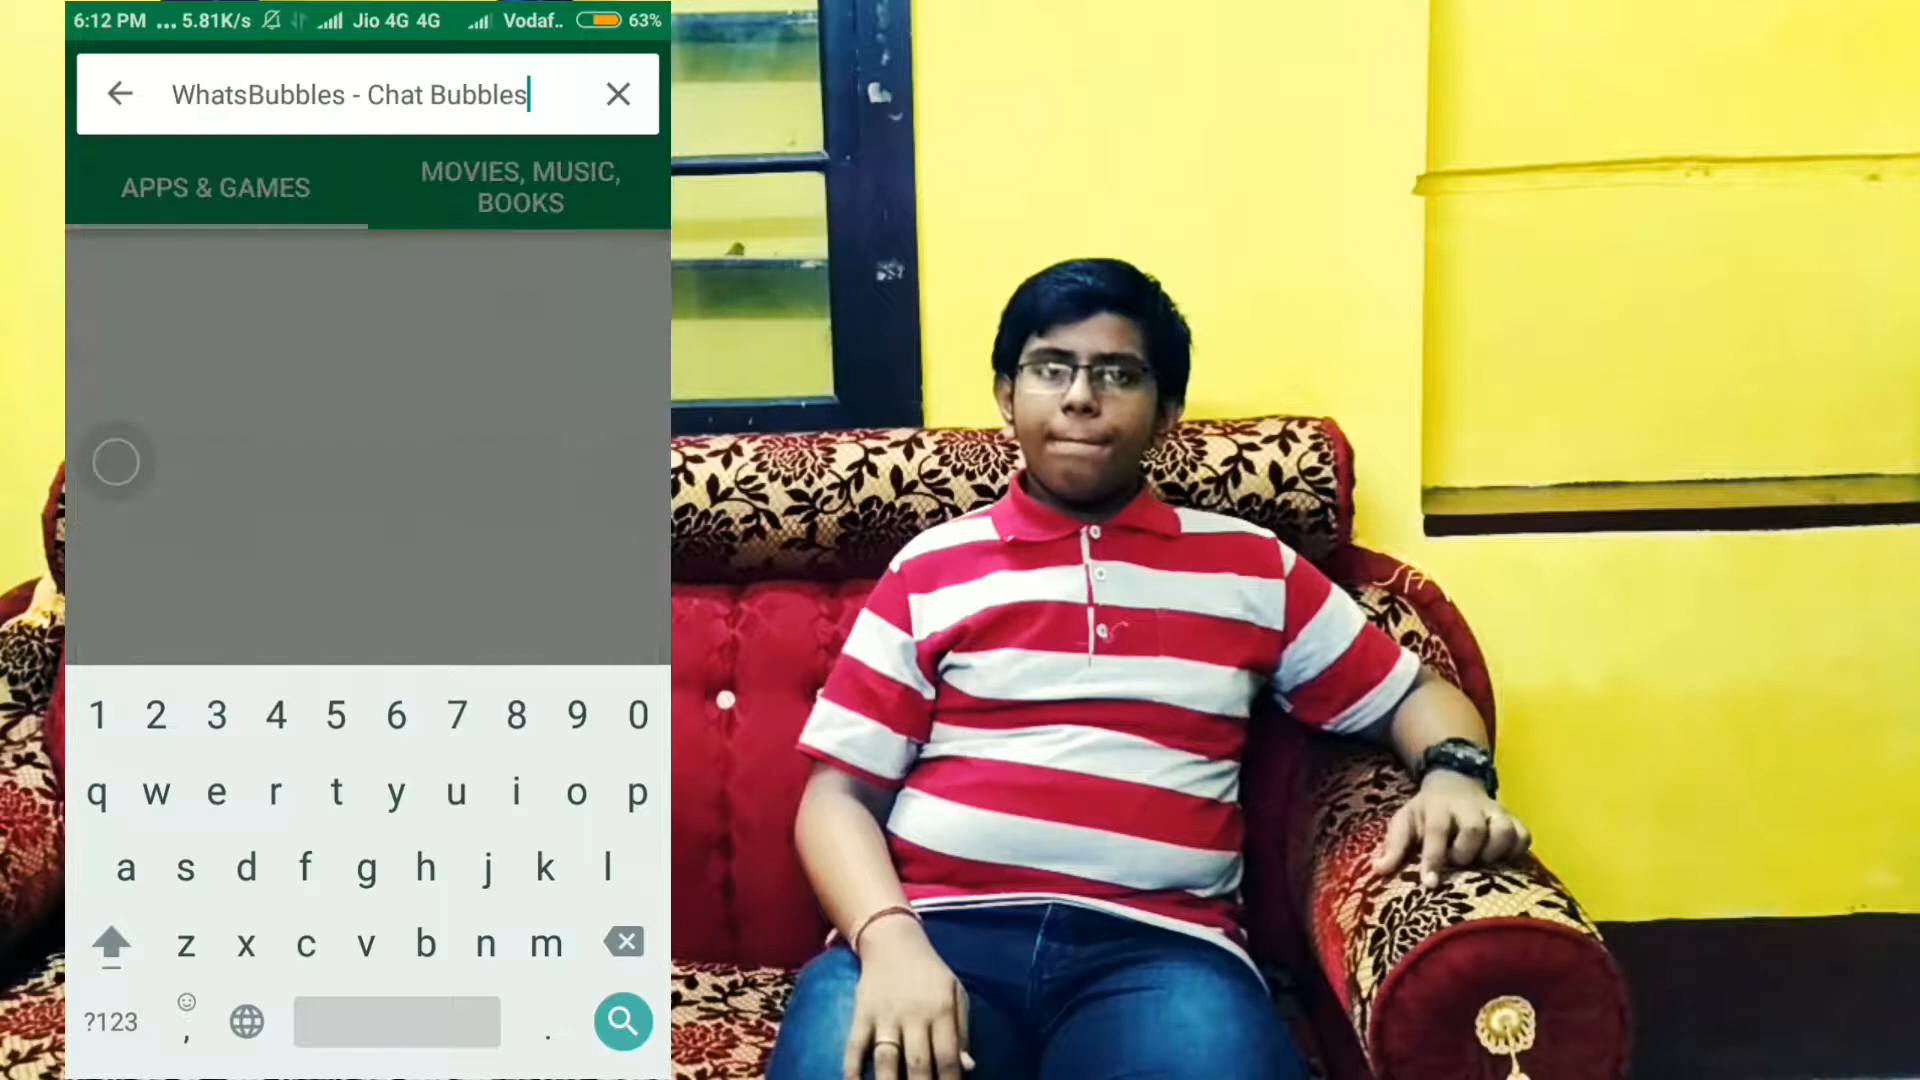 6:12 PM ... 5.81K/s Jio 4G 4G Vodaf.. 63%
WhatsBubbles - Chat Bubbles
APPS & GAMES
MOVIES, MUSIC,
BOOKS
1 2 3 4 5 6 7 8 9 0
q w e r t y u i o p
a s d f g h j k l
z x c v b n m
?123 , .